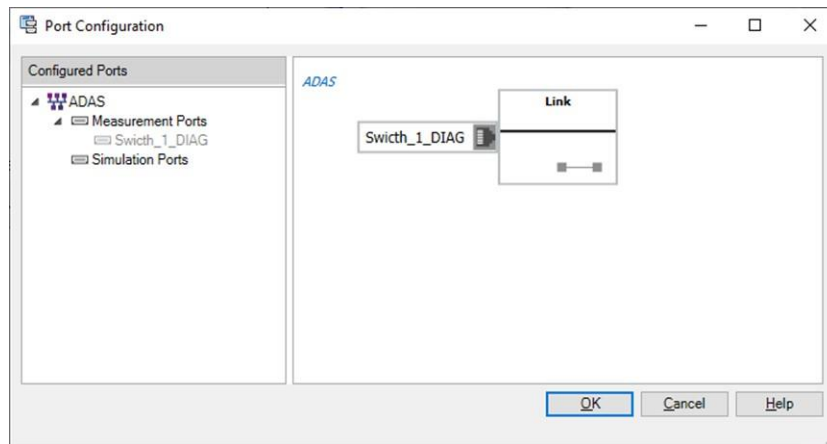 Port Configuration
Configured Ports
ADAS
Measurement Ports
Swicth_1_DIAG
Simulation Ports
ADAS
Link
Swicth_1_DIAG
OK
Cancel
Help